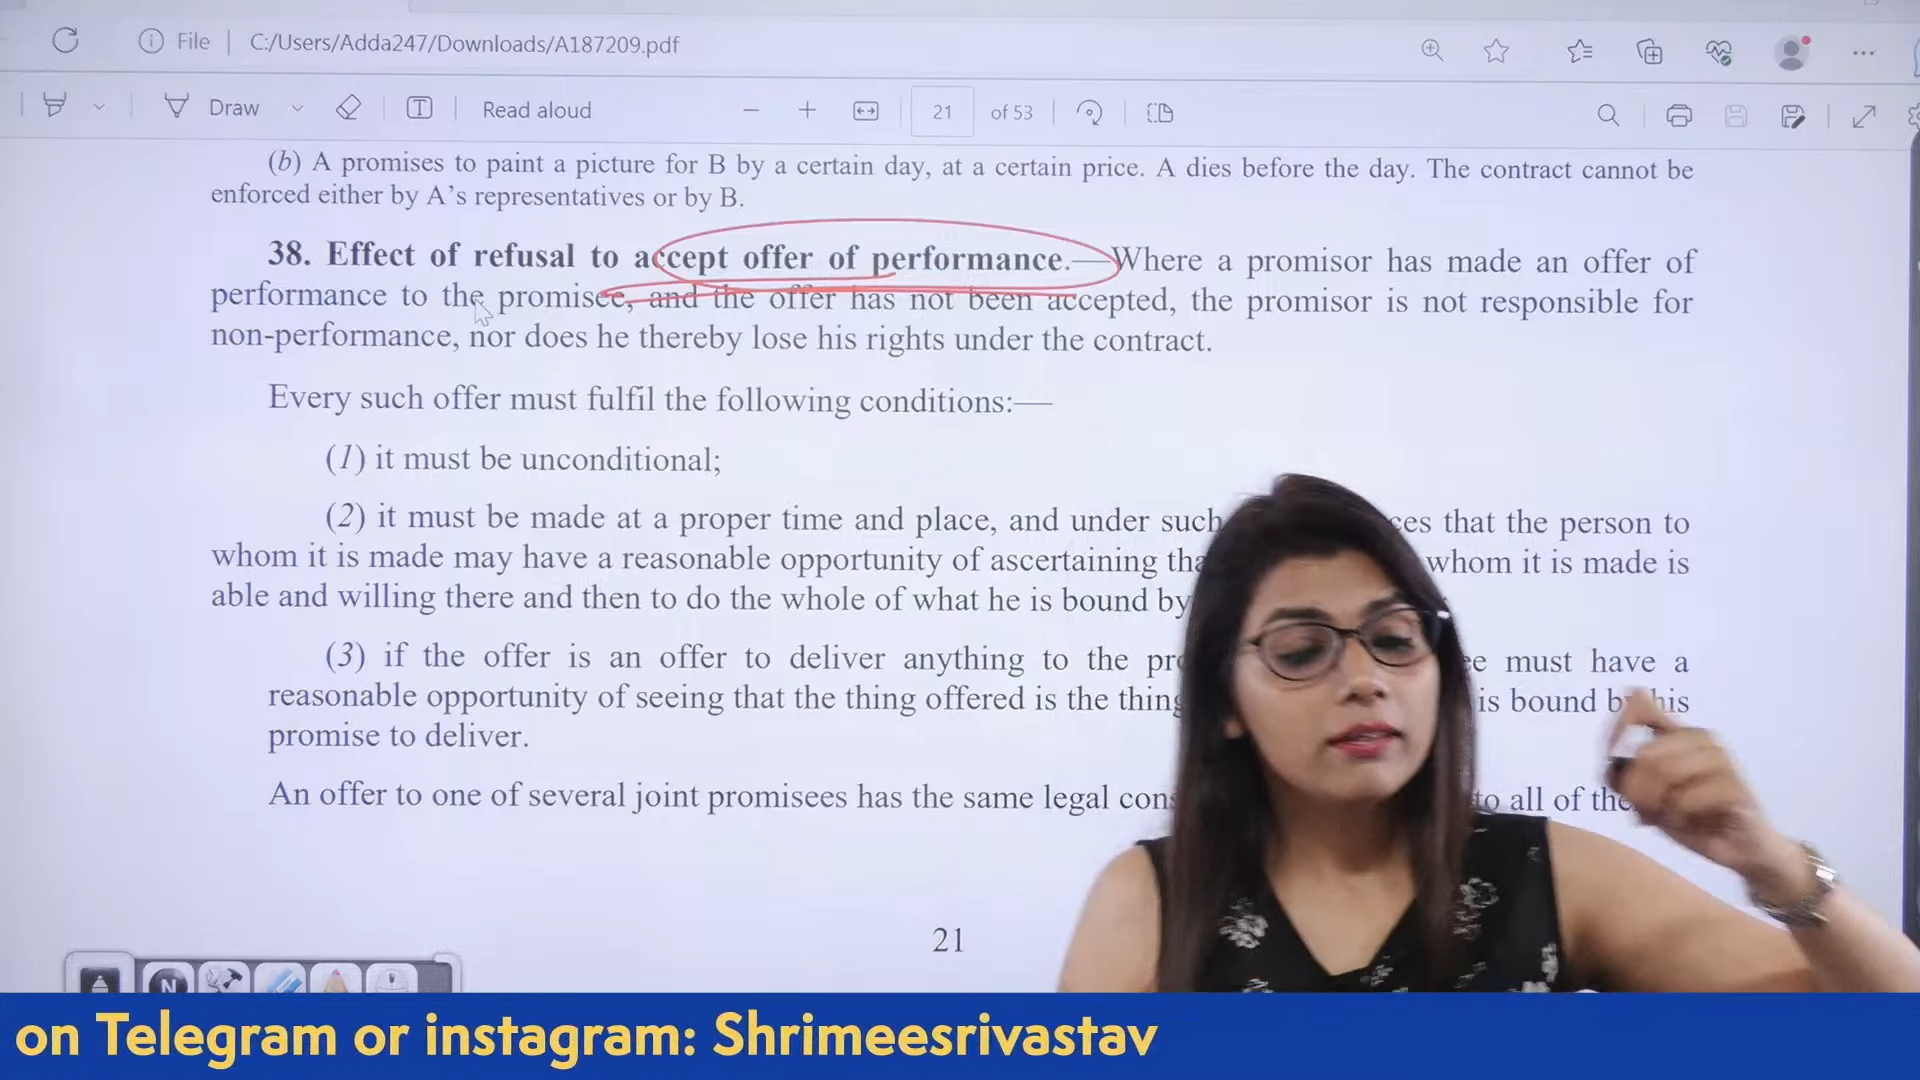 File C:/Users/Adda247/Downloads/A187209.pdf
Draw T Read aloud 21 of 53
(b) A promises to paint a picture for B by a certain day, at a certain price. A dies before the day. The contract cannot be
enforced either by A's representatives or by B.
38. Effect of refusal to accept offer of performance.—Where a promisor has made an offer of
performance to the promisee, and the offer has not been accepted, the promisor is not responsible for
non-performance, nor does he thereby lose his rights under the contract.
Every such offer must fulfil the following conditions:—
(1) it must be unconditional;
(2) it must be made at a proper time and place, and under such that the person to
whom it is made may have a reasonable opportunity of ascertaining whom it is made is
able and willing there and then to do the whole of what he is bound by
(3) if the offer is an offer to deliver anything to the must have a
reasonable opportunity of seeing that the thing offered is the thing is bound by his
promise to deliver.
An offer to one of several joint promisees has the same legal to all of
21
N
on Telegram or instagram: Shrimeesrivastav